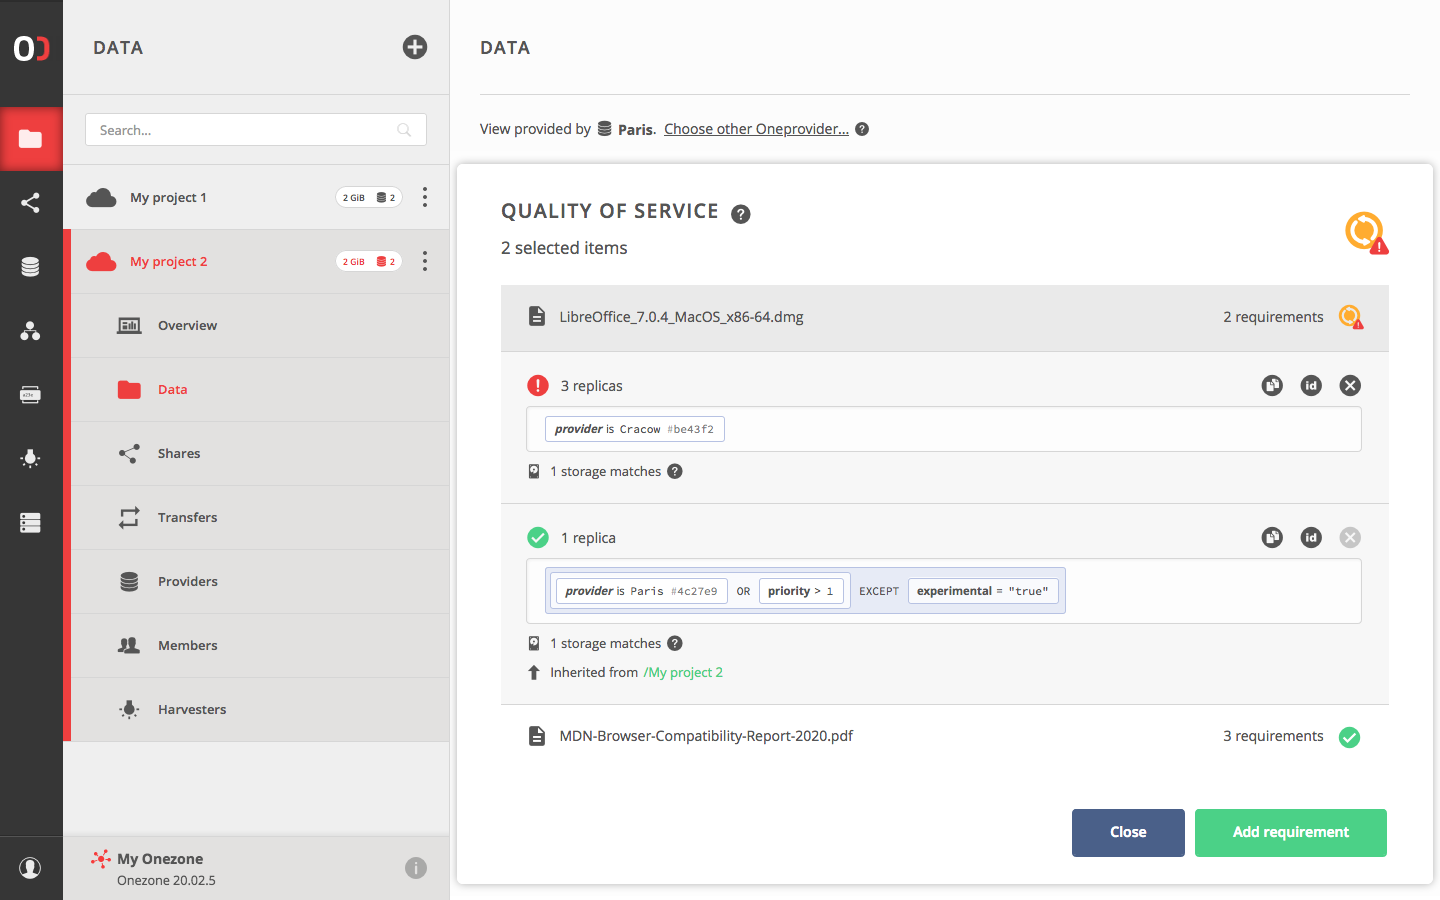 DATA
Search...
My project 1
2 GiB 2
My project 2
2 GiB 2
Overview
Data
Shares
Transfers
Providers
Members
Harvesters
My Onezone
Onezone 20.02.5
DATA
View provided by Paris. Choose other Oneprovider... ?
QUALITY OF SERVICE ?
2 selected items
LibreOffice_7.0.4_MacOS_x86-64.dmg 2 requirements
3 replicas id
provider is Cracow #be43f2
1 storage matches ?
1 replica id
provider is Paris #4c27e9 OR priority > 1 EXCEPT experimental = "true"
1 storage matches ?
Inherited from /My project 2
MDN-Browser-Compatibility-Report-2020.pdf 3 requirements
Close Add requirement